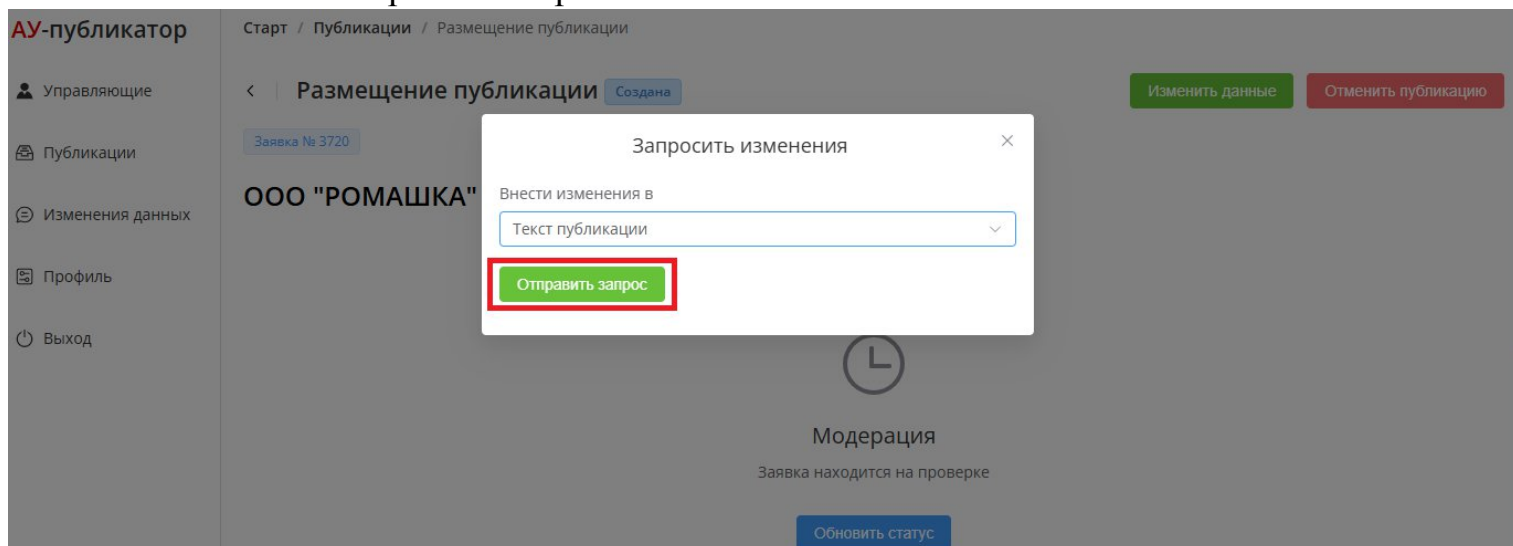 АУ-публикатор
Старт / Публикации / Размещение публикации
Управляющие
Публикации
Изменения данных
Профиль
Выход
Размещение публикации Создана
Изменить данные Отменить публикацию
Заявка № 3720
ООО "РОМАШКА"
Запросить изменения
Внести изменения в
Текст публикации
Отправить запрос
Модерация
Заявка находится на проверке
Обновить статус